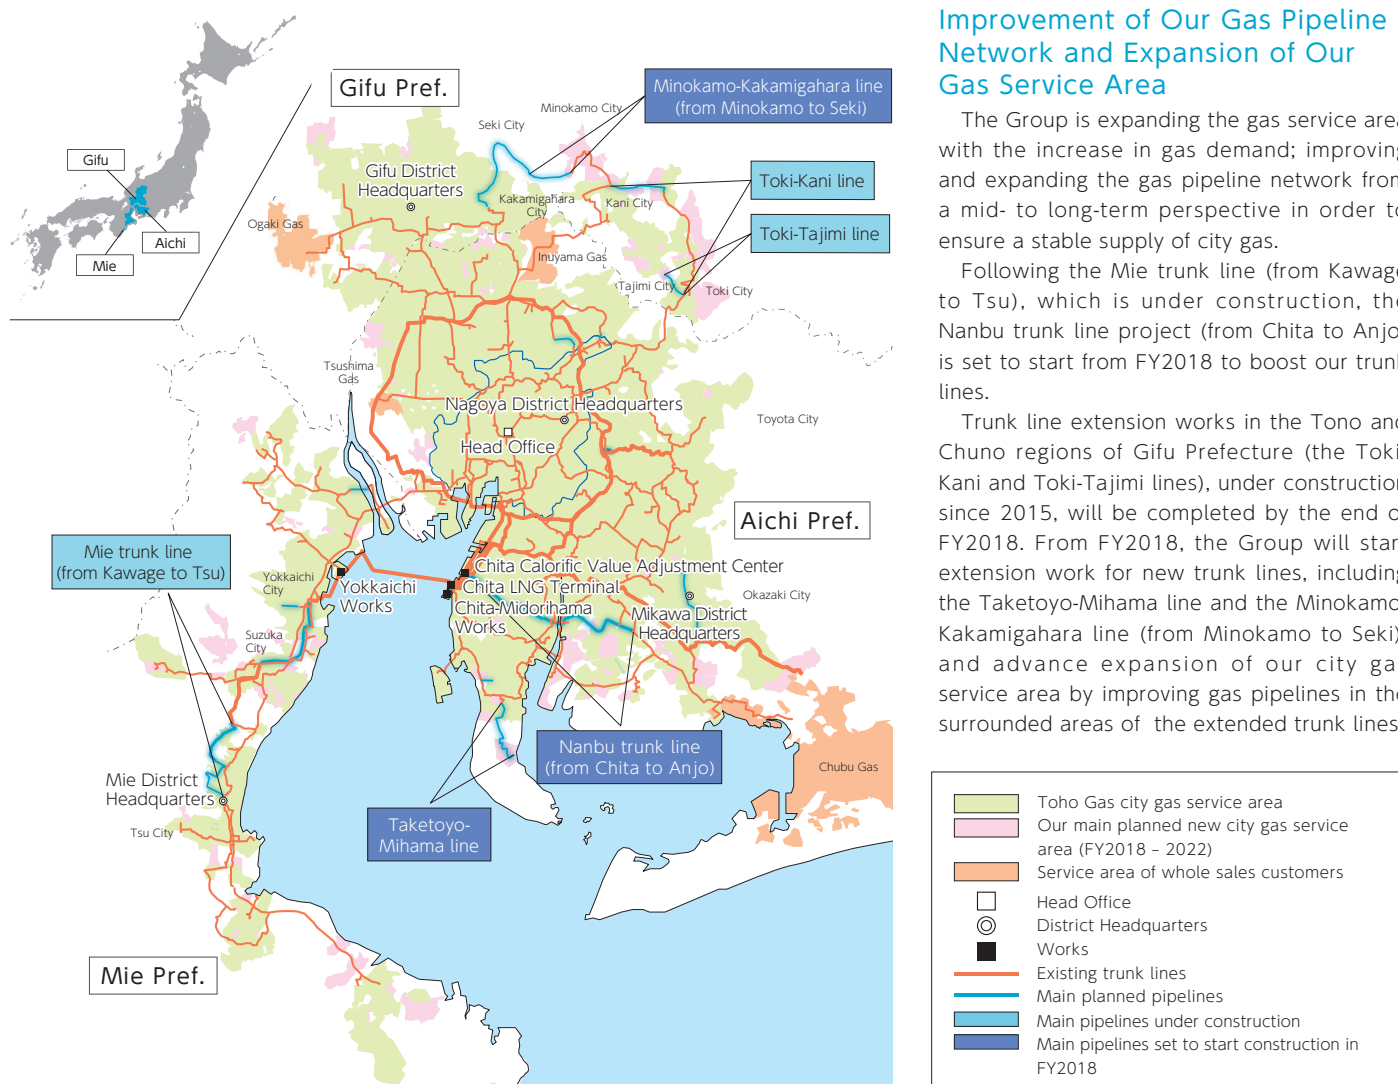 Gifu Pref.
Minokamo-Kakamigahara line
(from Minokamo to Seki)
Minokamo City
Seki City
Gifu
Gifu District
Headquarters
Toki-Kani line
Kakamigahara
City
Kani City
Ogaki Gas
Toki-Tajimi line
Aichi
Mie
Inuyama Gas
Tajimi City
Toki City
Tsushima
Gas
Nagoya District Headquarters
Toyota City
Head Office
Aichi Pref.
Mie trunk line
(from Kawage to Tsu)
Chita Calorific Value Adjustment Center
Yokkaichi
City
Yokkaichi
Works
Chita LNG Terminal
Okazaki City
Chita-Midorihama
Works
Mikawa District
Headquarters
Suzuka
City
Nanbu trunk line
(from Chita to Anjo)
Chubu Gas
Mie District
Headquarters
Taketoyo-
Mihama line
Tsu City
Mie Pref.
Improvement of Our Gas Pipeline
Network and Expansion of Our
Gas Service Area
The Group is expanding the gas service area
with the increase in gas demand; improving
and expanding the gas pipeline network from
a mid- to long-term perspective in order to
ensure a stable supply of city gas.
Following the Mie trunk line (from Kawage
to Tsu), which is under construction, the
Nanbu trunk line project (from Chita to Anjo
is set to start from FY2018 to boost our trunk
lines.
Trunk line extension works in the Tono and
Chuno regions of Gifu Prefecture (the Toki
Kani and Toki-Tajimi lines), under construction
since 2015, will be completed by the end o
FY2018. From FY2018, the Group will star
extension work for new trunk lines, including
the Taketoyo-Mihama line and the Minokamo
Kakamigahara line (from Minokamo to Seki)
and advance expansion of our city ga
service area by improving gas pipelines in the
surrounded areas of the extended trunk lines
Toho Gas city gas service area
Our main planned new city gas service
area (FY2018 – 2022)
Service area of whole sales customers
Head Office
District Headquarters
Works
Existing trunk lines
Main planned pipelines
Main pipelines under construction
Main pipelines set to start construction in
FY2018